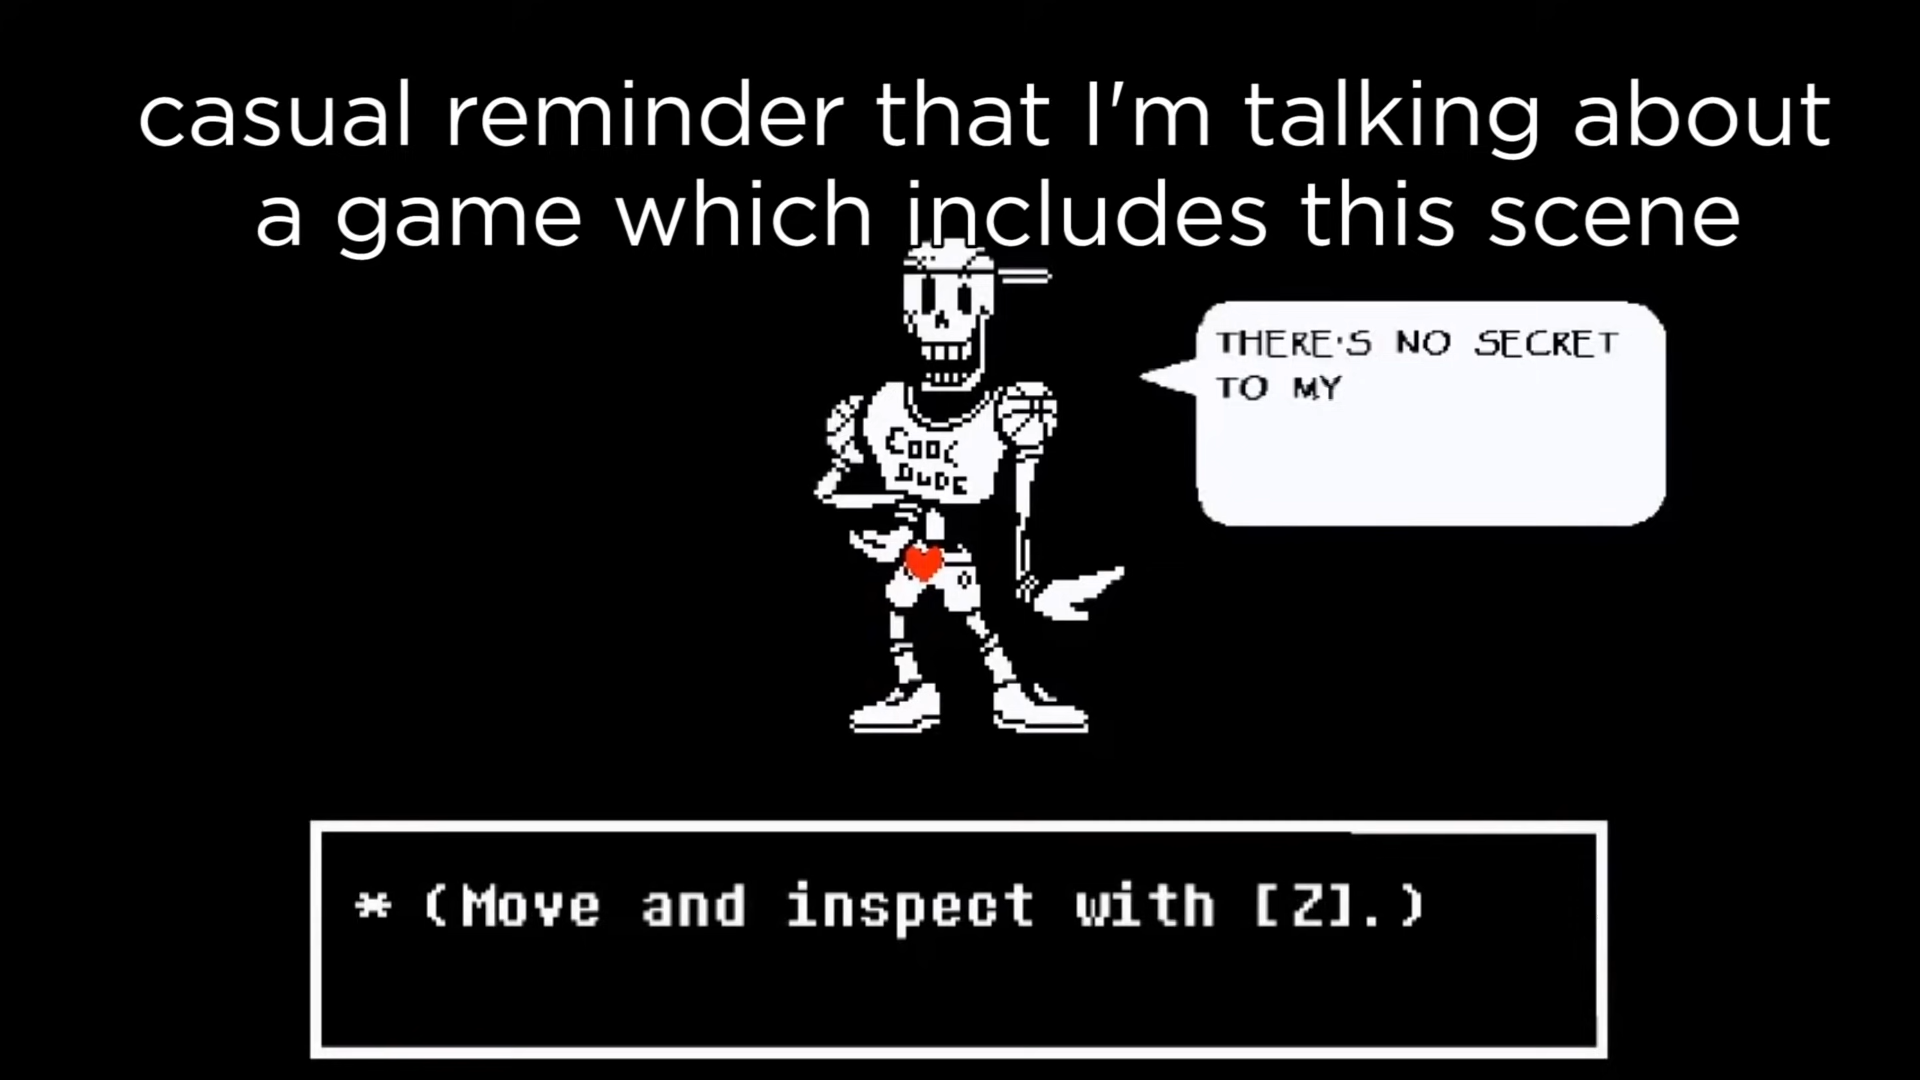 casual reminder that I'm talking about
a game which includes this scene
THERE'S NO SECRET
TO MY
COOL
DUDE
* (Move and inspect with [Z].)